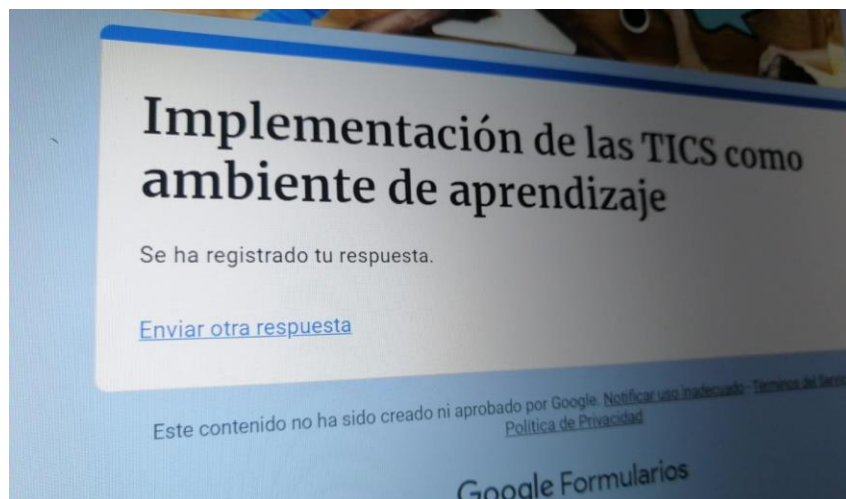 Implementación de las TICS como
ambiente de aprendizaje
Se ha registrado tu respuesta.
Enviar otra respuesta
Este contenido no ha sido creado ni aprobado por Google. Notificar uso inadecuado - Términos del Servicio
Política de Privacidad
Google Formularios